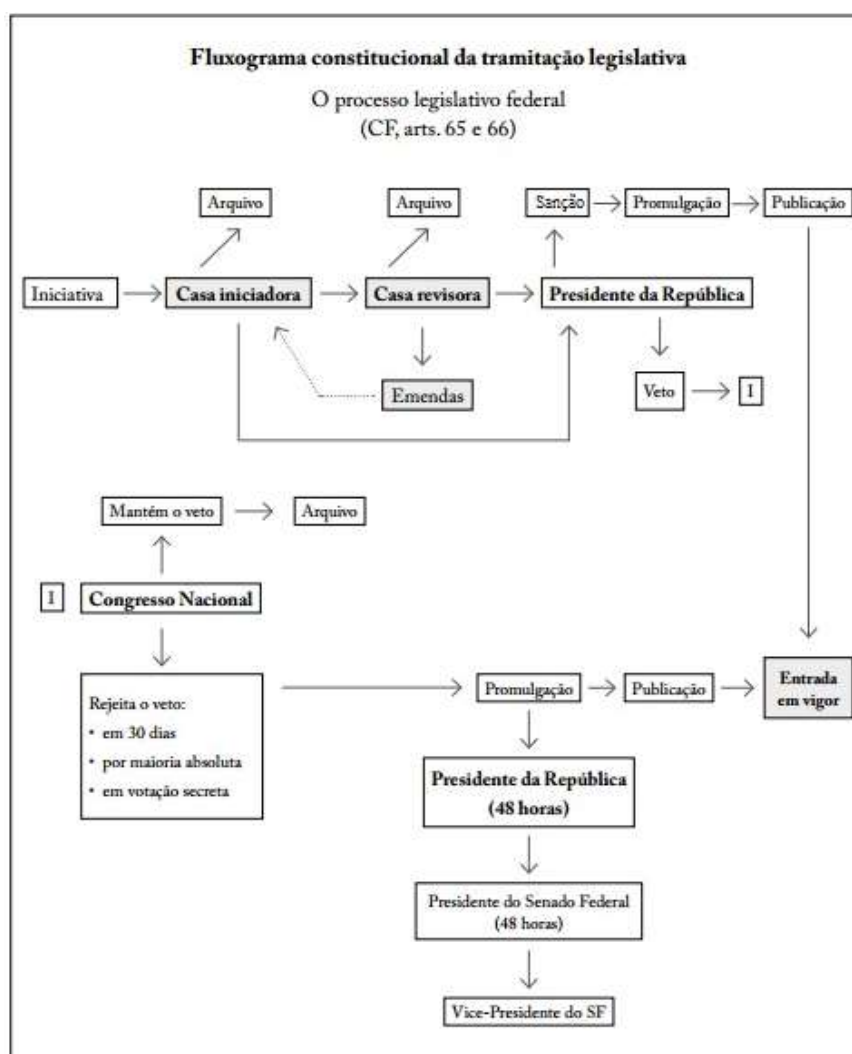 Fluxograma constitucional da tramitação legislativa
O processo legislativo federal
(CF, arts. 65 e 66)
Arquivo
Arquivo
Sanção
Promulgação
Publicação
Iniciativa
Casa iniciadora
Casa revisora
Presidente da República
Emendas
Veto
1
Mantém o veto
Arquivo
1
Congresso Nacional
Rejeita o veto:
• em 30 dias
• por maioria absoluta
• em votação secreta
Promulgação
Publicação
Entrada
em vigor
Presidente da República
(48 horas)
Presidente do Senado Federal
(48 horas)
Vice-Presidente do SF